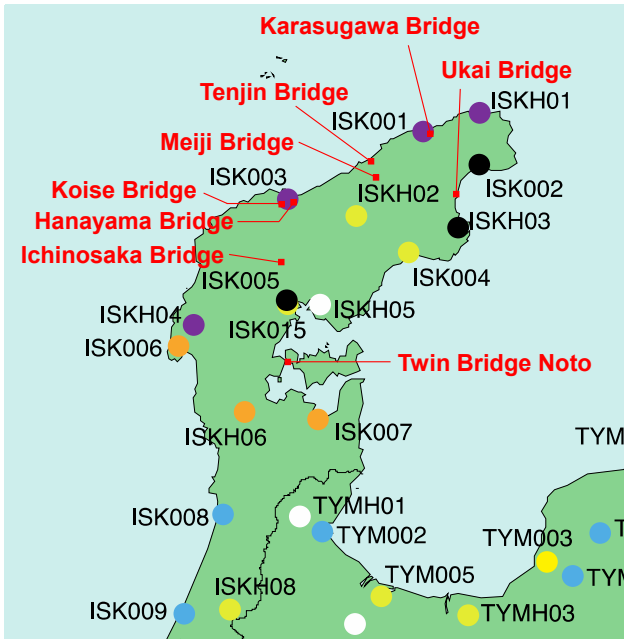 Karasugawa Bridge
Ukai Bridge
Tenjin Bridge
ISKH01
ISK001
Meiji Bridge
ISK003
ISKH02
ISK002
Koise Bridge
Hanayama Bridge
ISKH03
Ichinosaka Bridge
ISK005
ISK004
ISKH04
ISK015
ISKH05
ISK006
Twin Bridge Noto
ISKH06
ISK007
TYM
TYMH01
ISK008
TYM002
TYM003
T
TYM005
TYM
ISKH08
ISK009
TYMH03